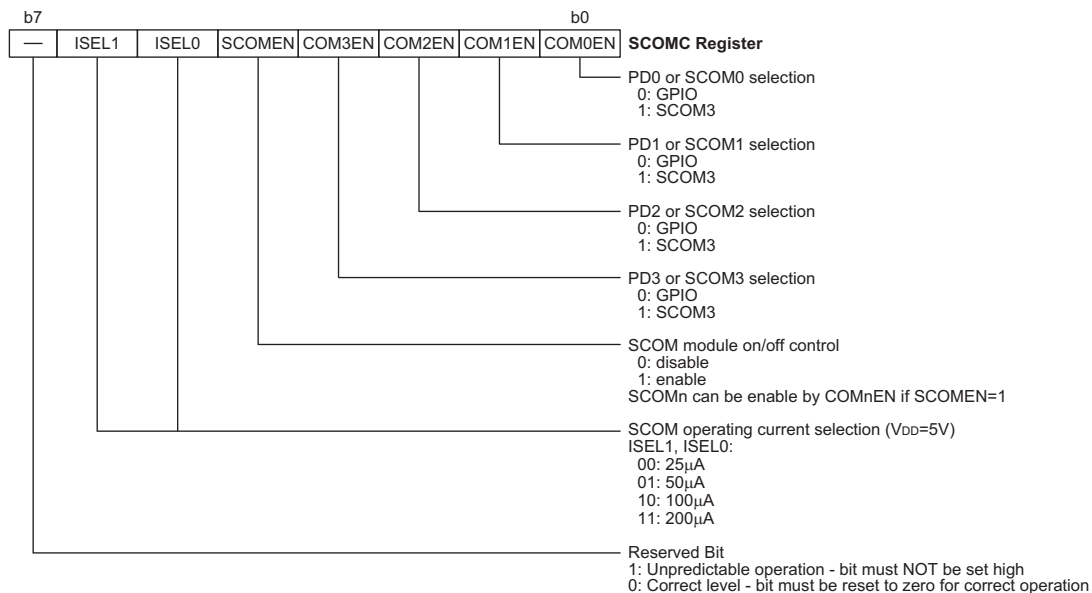 b7 b0
— ISEL1 ISEL0 SCOMEN COM3EN COM2EN COM1EN COM0EN SCOMC Register
PD0 or SCOM0 selection
0: GPIO
1: SCOM3
PD1 or SCOM1 selection
0: GPIO
1: SCOM3
PD2 or SCOM2 selection
0: GPIO
1: SCOM3
PD3 or SCOM3 selection
0: GPIO
1: SCOM3
SCOM module on/off control
0: disable
1: enable
SCOMn can be enable by COMnEN if SCOMEN=1
SCOM operating current selection (VDD=5V)
ISEL1, ISEL0:
00: 25μA
01: 50μA
10: 100μA
11: 200μA
Reserved Bit
1: Unpredictable operation - bit must NOT be set high
0: Correct level - bit must be reset to zero for correct operation